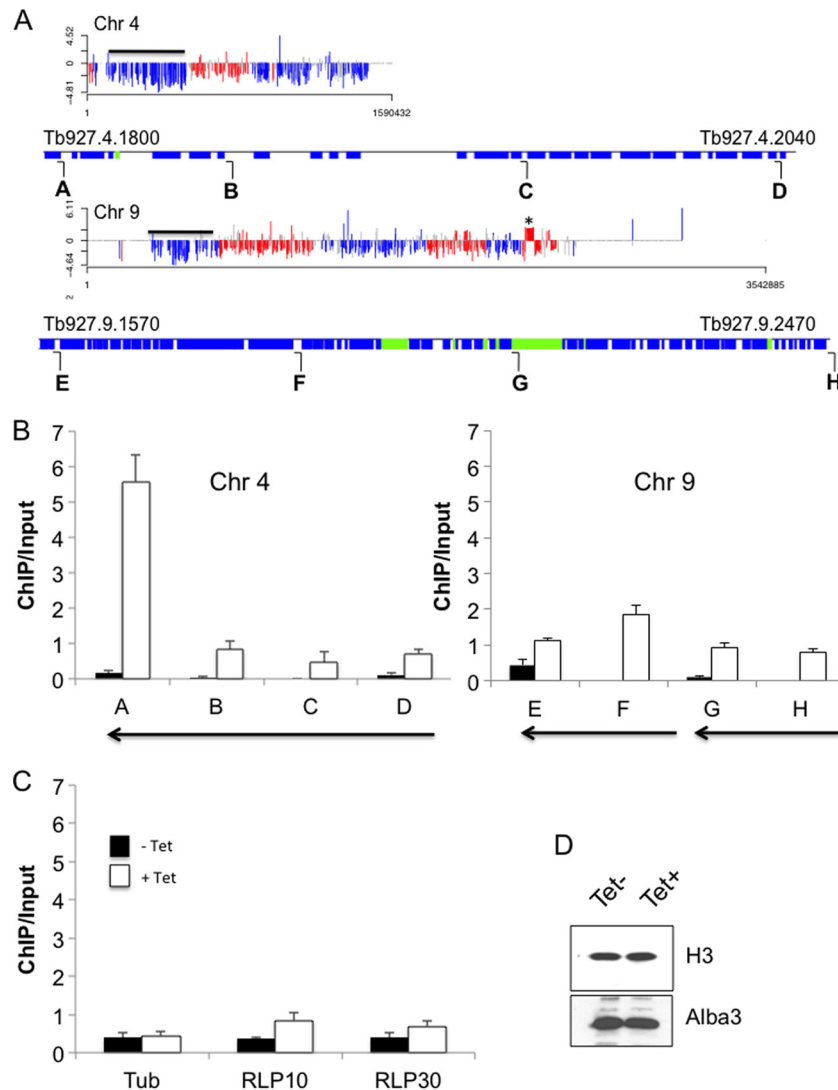 A
Chr 4
4.52
0
−4.81
1
1590432
Tb927.4.1800
Tb927.4.2040
A
B
C
D
Chr 9
6.11
0
−4.64
*
1
3542885
2
Tb927.9.1570
Tb927.9.2470
E
F
G
H
B
7
6
5
4
3
2
1
0
ChIP/Input
Chr 4
A
B
C
D
7
6
5
4
3
2
1
0
ChIP/Input
Chr 9
E
F
G
H
C
7
6
5
4
3
2
1
0
ChIP/Input
- Tet
+ Tet
Tub
RLP10
RLP30
D
Tet-
Tet+
H3
Alba3